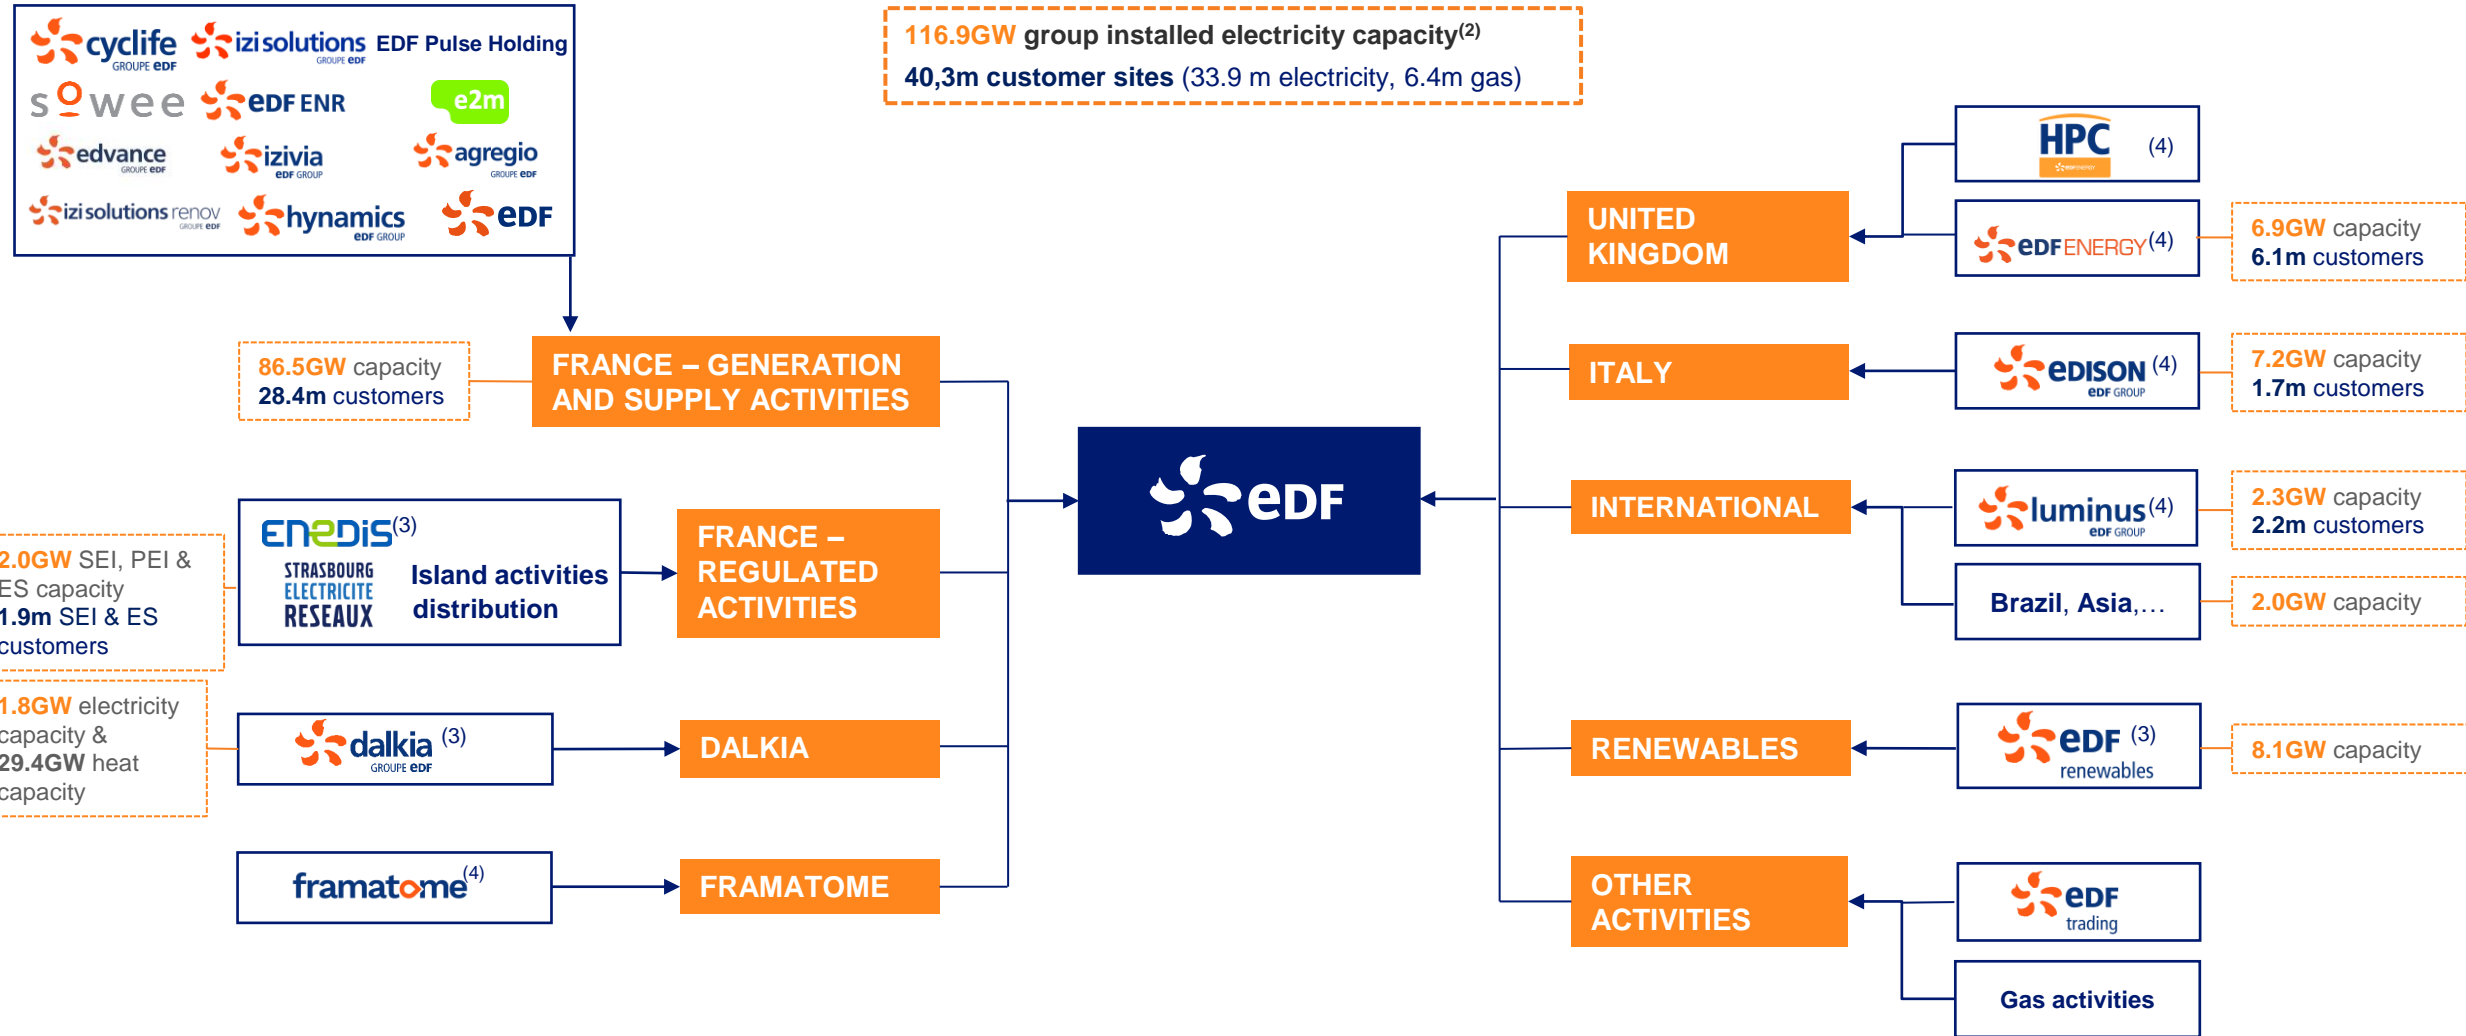 cyclife
GROUPE eDF
izi solutions
GROUPE eDF
EDF Pulse Holding
sowee
eDF ENR
e2m
edvance
GROUPE eDF
izivia
eDF GROUP
agregio
GROUPE eDF
izi solutions renov
GROUPE eDF
hynamics
eDF GROUP
eDF
116.9GW group installed electricity capacity(2)
40,3m customer sites (33.9 m electricity, 6.4m gas)
86.5GW capacity
28.4m customers
FRANCE – GENERATION
AND SUPPLY ACTIVITIES
2.0GW SEI, PEI &
ES capacity
1.9m SEI & ES
customers
ENEDIS(3)
STRASBOURG
ELECTRICITE
RESEAUX
Island activities
distribution
FRANCE –
REGULATED
ACTIVITIES
1.8GW electricity
capacity &
29.4GW heat
capacity
dalkia (3)
GROUPE eDF
DALKIA
framatome(4)
FRAMATOME
eDF
UNITED
KINGDOM
HPC (4)
eDF ENERGY
eDF ENERGY(4)
6.9GW capacity
6.1m customers
ITALY
eDISON (4)
eDF GROUP
7.2GW capacity
1.7m customers
INTERNATIONAL
luminus(4)
eDF GROUP
2.3GW capacity
2.2m customers
Brazil, Asia,…
2.0GW capacity
RENEWABLES
eDF (3)
renewables
8.1GW capacity
OTHER
ACTIVITIES
eDF
trading
Gas activities